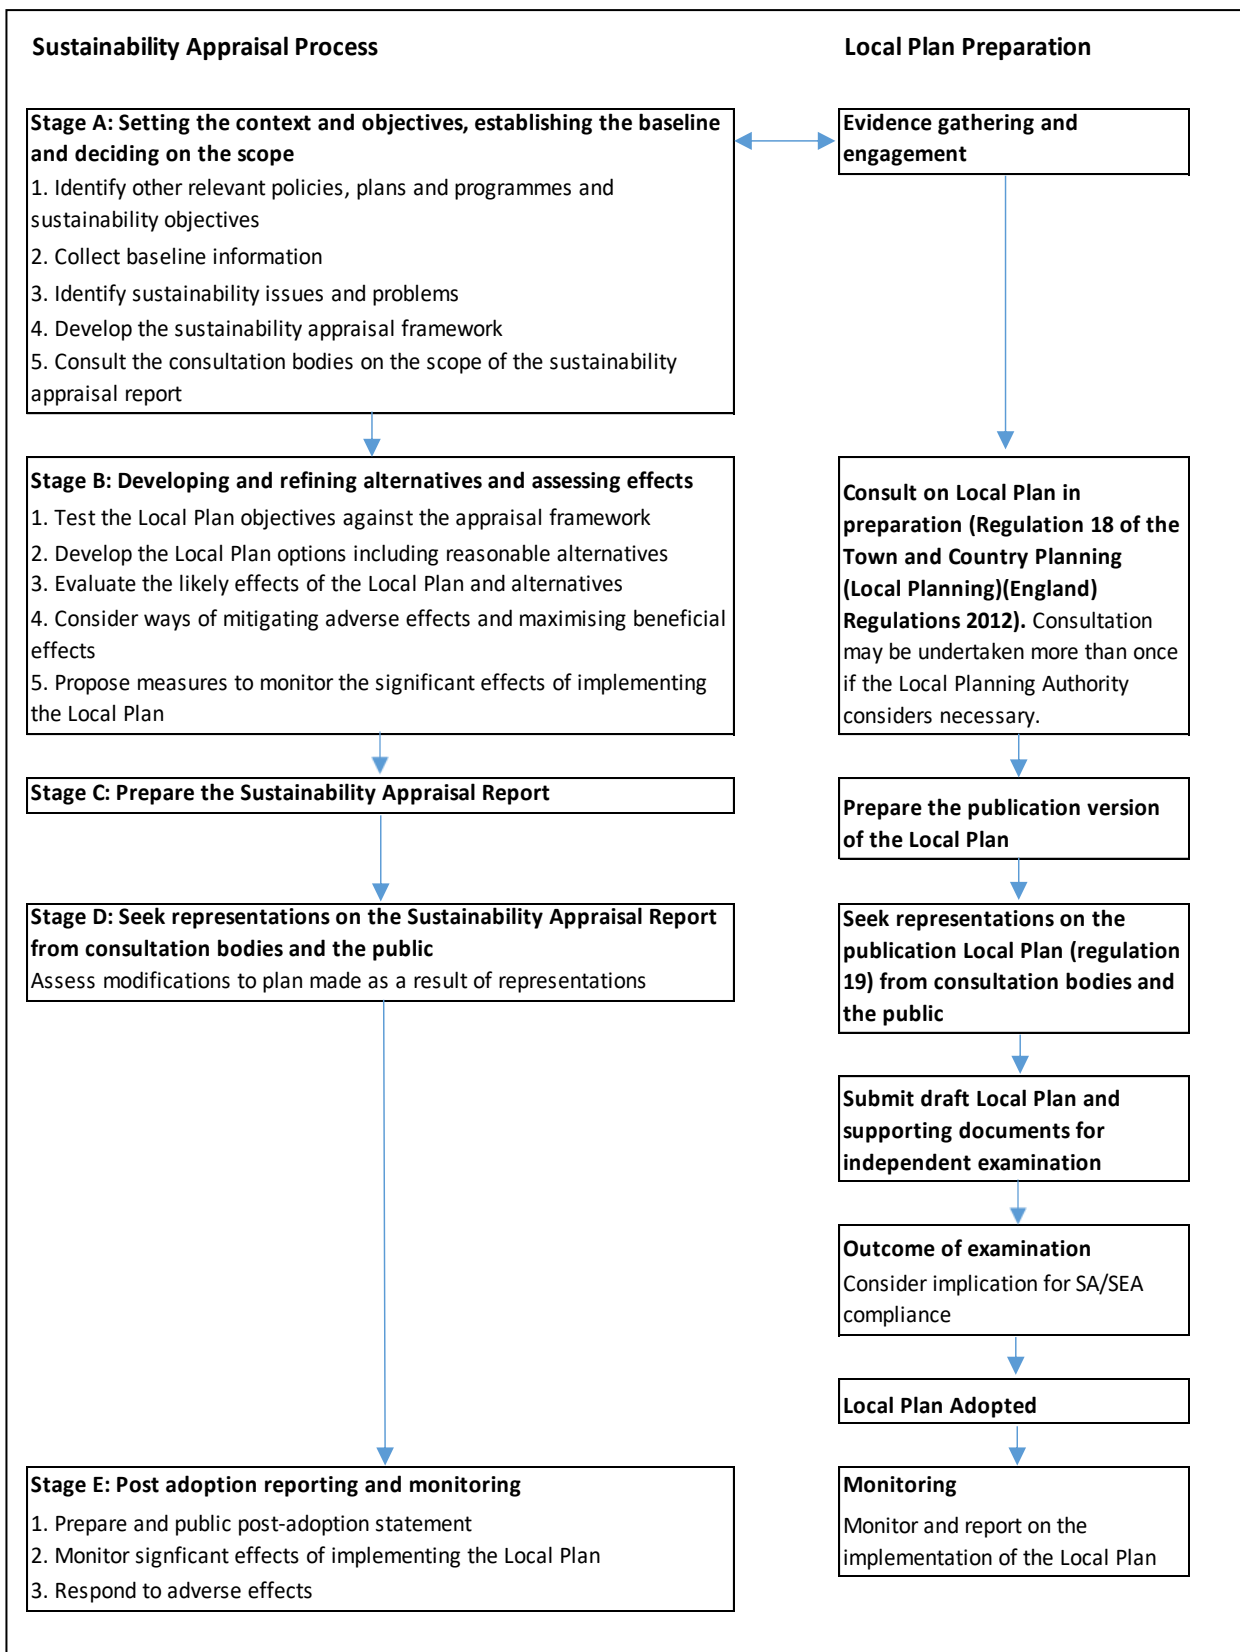 Sustainability Appraisal Process
Local Plan Preparation
Stage A: Setting the context and objectives, establishing the baseline
and deciding on the scope
1. Identify other relevant policies, plans and programmes and
sustainability objectives
2. Collect baseline information
3. Identify sustainability issues and problems
4. Develop the sustainability appraisal framework
5. Consult the consultation bodies on the scope of the sustainability
appraisal report
Evidence gathering and
engagement
Stage B: Developing and refining alternatives and assessing effects
1. Test the Local Plan objectives against the appraisal framework
2. Develop the Local Plan options including reasonable alternatives
3. Evaluate the likely effects of the Local Plan and alternatives
4. Consider ways of mitigating adverse effects and maximising beneficial
effects
5. Propose measures to monitor the significant effects of implementing
the Local Plan
Consult on Local Plan in
preparation (Regulation 18 of the
Town and Country Planning
(Local Planning)(England)
Regulations 2012). Consultation
may be undertaken more than once
if the Local Planning Authority
considers necessary.
Stage C: Prepare the Sustainability Appraisal Report
Prepare the publication version
of the Local Plan
Stage D: Seek representations on the Sustainability Appraisal Report
from consultation bodies and the public
Assess modifications to plan made as a result of representations
Seek representations on the
publication Local Plan (regulation
19) from consultation bodies and
the public
Submit draft Local Plan and
supporting documents for
independent examination
Outcome of examination
Consider implication for SA/SEA
compliance
Local Plan Adopted
Stage E: Post adoption reporting and monitoring
1. Prepare and public post-adoption statement
2. Monitor signficant effects of implementing the Local Plan
3. Respond to adverse effects
Monitoring
Monitor and report on the
implementation of the Local Plan